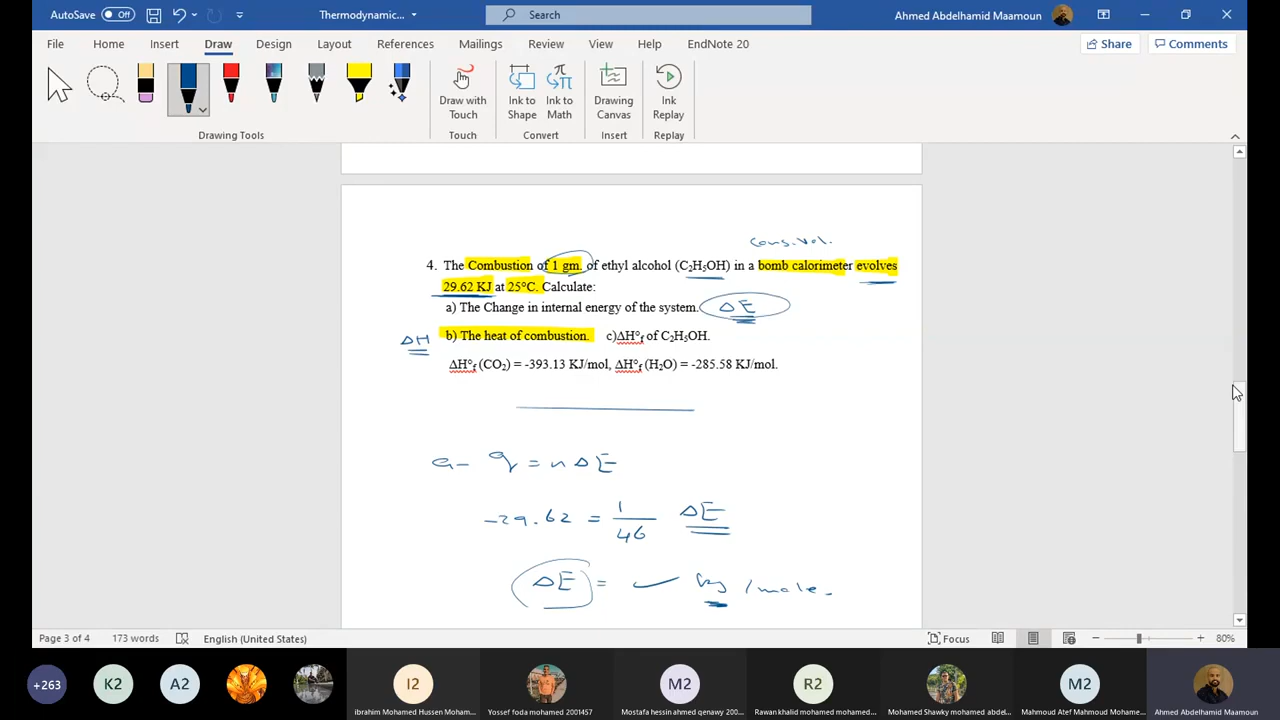 AutoSave Off Thermodynamic... Search Ahmed Abdelhamid Maamoun
File Home Insert Draw Design Layout References Mailings Review View Help EndNote 20 Share Comments
Draw with Touch Ink to Shape Ink to Math Drawing Canvas Ink Replay
Drawing Tools Touch Convert Insert Replay
Cons. Vol.
4. The Combustion of 1 gm. of ethyl alcohol (C₂H₅OH) in a bomb calorimeter evolves
29.62 KJ at 25°C. Calculate:
a) The Change in internal energy of the system. ΔE
ΔH b) The heat of combustion. c)ΔH°f of C₂H₅OH.
ΔH°f (CO₂) = -393.13 KJ/mol, ΔH°f (H₂O) = -285.58 KJ/mol.
a- q = n ΔE
-29.62 = 1/46 ΔE
ΔE = ✓ kJ /mole.
Page 3 of 4 173 words English (United States) Focus 80%
+263 K2 A2 I2 M2 R2 M2
ibrahim Mohamed Hussen Moham... Youssef foda mohamed 2001457 Mostafa hessin ahmed qenawy 200... Rawan khalid mohamed mohamed... Mohamed Shawky mohamed abdel... Mahmoud Atef Mahmoud Mohame... Ahmed Abdelhamid Maamoun